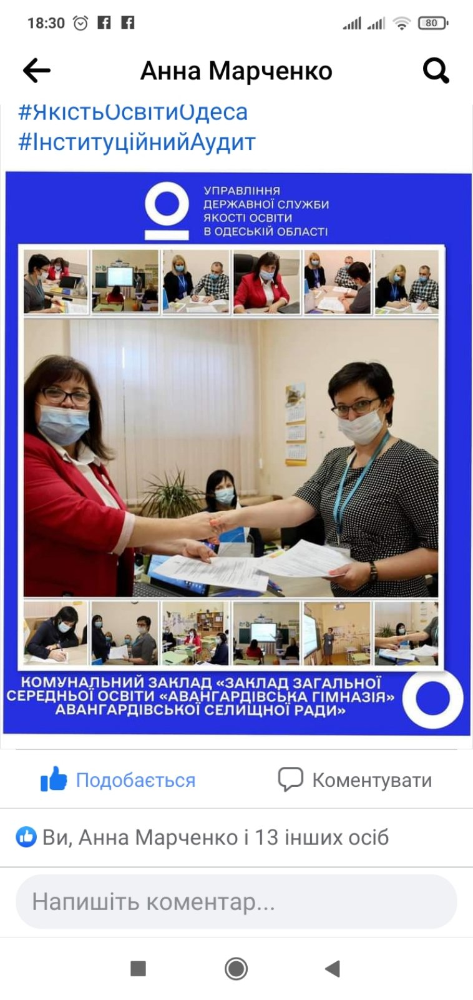 18:30
80
Анна Марченко
#ЯкістьОсвітиОдеса
#ІнституційнийАудит
УПРАВЛІННЯ
ДЕРЖАВНОЇ СЛУЖБИ
ЯКОСТІ ОСВІТИ
В ОДЕСЬКІЙ ОБЛАСТІ
КОМУНАЛЬНИЙ ЗАКЛАД «ЗАКЛАД ЗАГАЛЬНОЇ
СЕРЕДНЬОЇ ОСВІТИ «АВАНГАРДІВСЬКА ГІМНАЗІЯ»
АВАНГАРДІВСЬКОЇ СЕЛИЩНОЇ РАДИ»
Подобається
Коментувати
Ви, Анна Марченко і 13 інших осіб
Напишіть коментар...